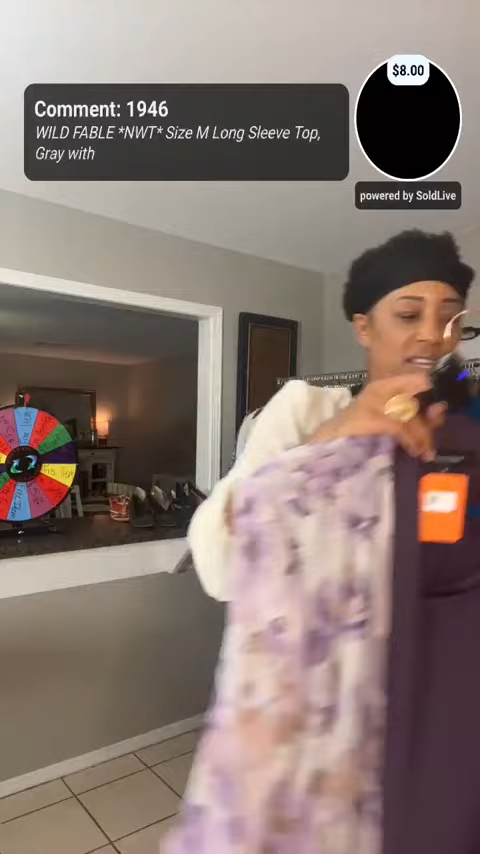 $8.00
Comment: 1946
WILD FABLE *NWT* Size M Long Sleeve Top,
Gray with
powered by SoldLive